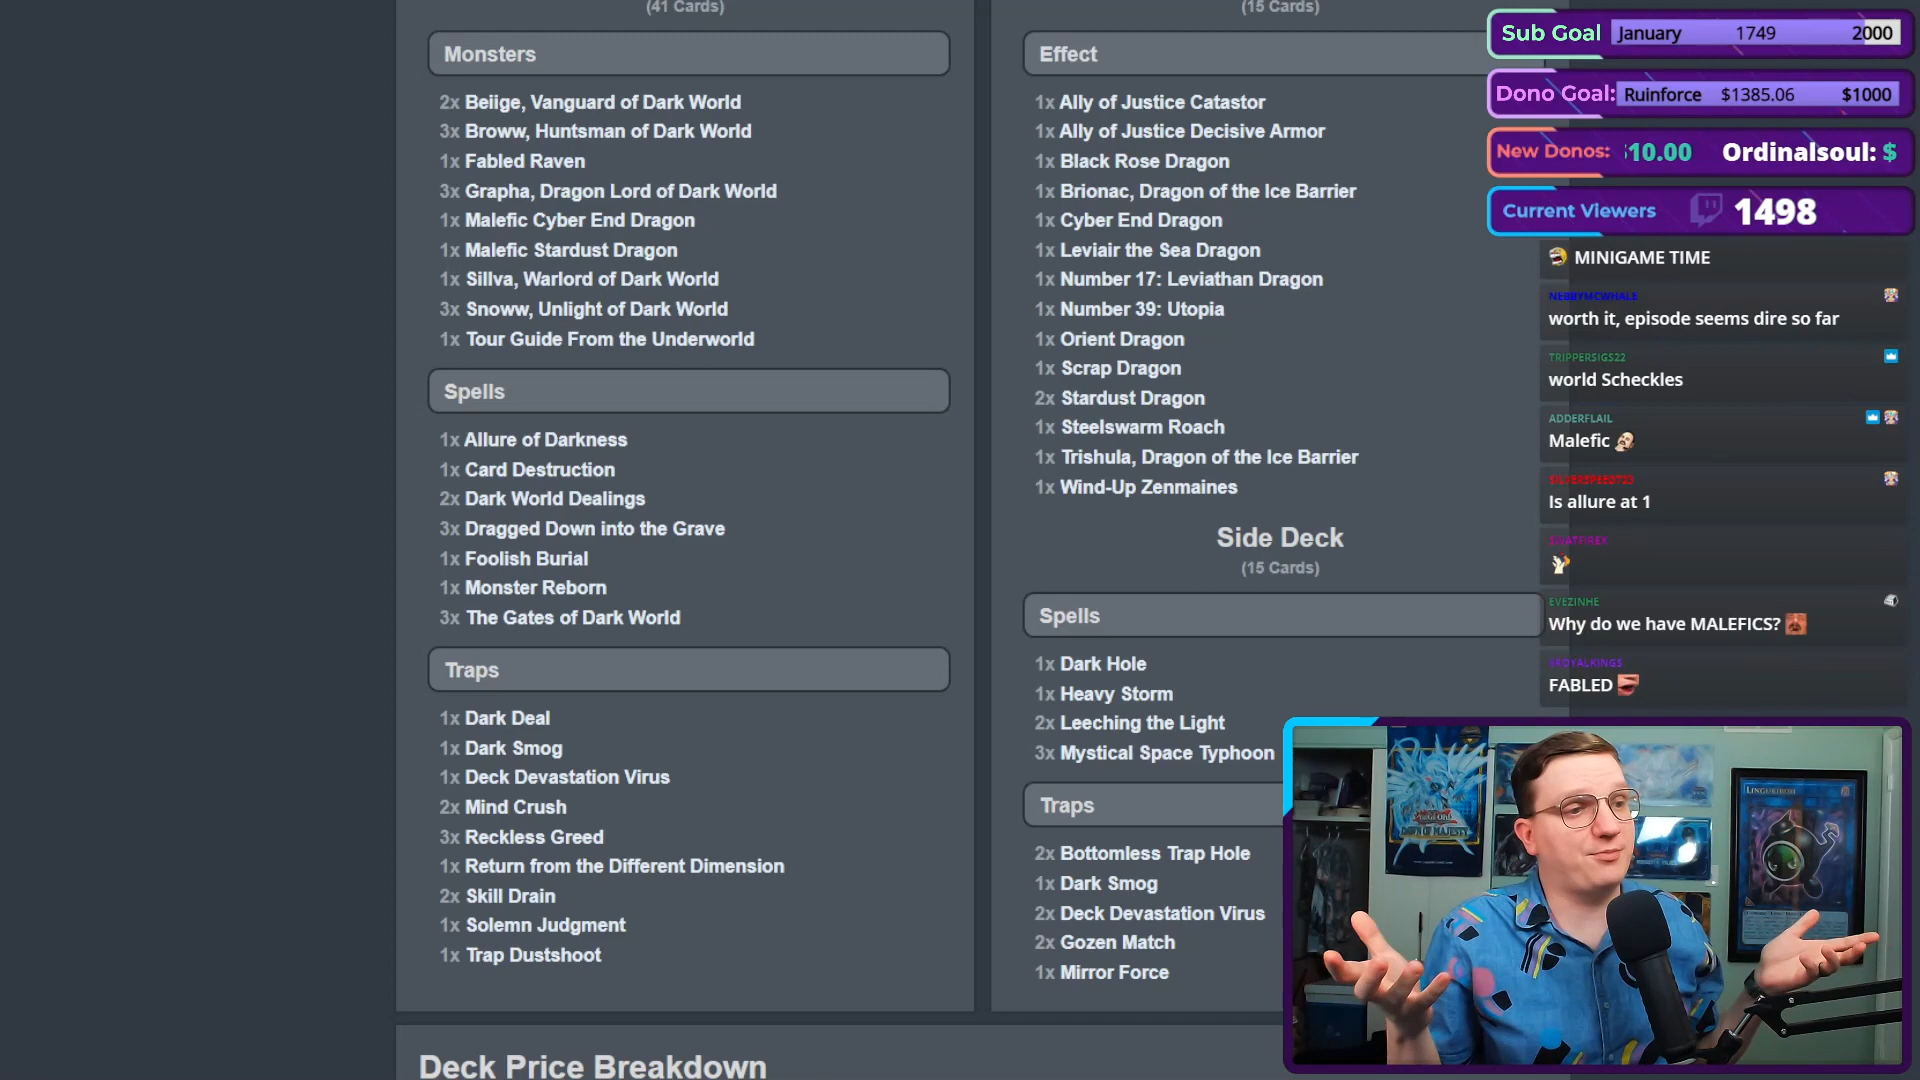 (41 Cards)
Monsters
2x Beiige, Vanguard of Dark World
3x Broww, Huntsman of Dark World
1x Fabled Raven
3x Grapha, Dragon Lord of Dark World
1x Malefic Cyber End Dragon
1x Malefic Stardust Dragon
1x Sillva, Warlord of Dark World
3x Snoww, Unlight of Dark World
1x Tour Guide From the Underworld
Spells
1x Allure of Darkness
1x Card Destruction
2x Dark World Dealings
3x Dragged Down into the Grave
1x Foolish Burial
1x Monster Reborn
3x The Gates of Dark World
Traps
1x Dark Deal
1x Dark Smog
1x Deck Devastation Virus
2x Mind Crush
3x Reckless Greed
1x Return from the Different Dimension
2x Skill Drain
1x Solemn Judgment
1x Trap Dustshoot
Deck Price Breakdown
(15 Cards)
Effect
1x Ally of Justice Catastor
1x Ally of Justice Decisive Armor
1x Black Rose Dragon
1x Brionac, Dragon of the Ice Barrier
1x Cyber End Dragon
1x Leviair the Sea Dragon
1x Number 17: Leviathan Dragon
1x Number 39: Utopia
1x Orient Dragon
1x Scrap Dragon
2x Stardust Dragon
1x Steelswarm Roach
1x Trishula, Dragon of the Ice Barrier
1x Wind-Up Zenmaines
Side Deck
(15 Cards)
Spells
1x Dark Hole
1x Heavy Storm
2x Leeching the Light
3x Mystical Space Typhoon
Traps
2x Bottomless Trap Hole
1x Dark Smog
2x Deck Devastation Virus
2x Gozen Match
1x Mirror Force
Sub Goal January 1749 2000
Dono Goal: Ruinforce $1385.06 $1000
New Donos: $10.00 Ordinalsoul: $
Current Viewers 1498
MINIGAME TIME
NEBBYMCWHALE
worth it, episode seems dire so far
TRIPPERSIGS22
world Scheckles
ADDERFLAIL
Malefic
SILVERSPEED723
Is allure at 1
EVEZINHE
Why do we have MALEFICS?
FABLED
DAWN OF MAJESTY
LINGURIBOH